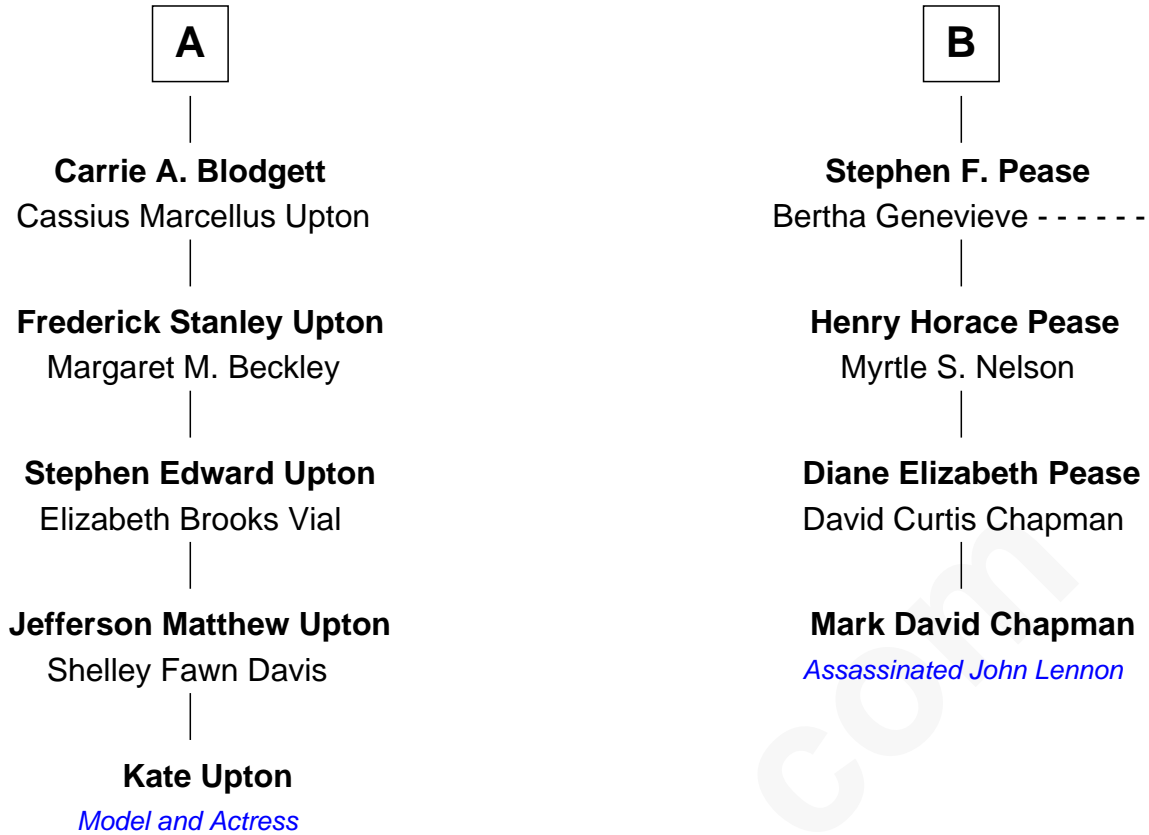 A
Carrie A. Blodgett
Cassius Marcellus Upton
Frederick Stanley Upton
Margaret M. Beckley
Stephen Edward Upton
Elizabeth Brooks Vial
Jefferson Matthew Upton
Shelley Fawn Davis
Kate Upton
Model and Actress
B
Stephen F. Pease
Bertha Genevieve - - - - - -
Henry Horace Pease
Myrtle S. Nelson
Diane Elizabeth Pease
David Curtis Chapman
Mark David Chapman
Assassinated John Lennon
com